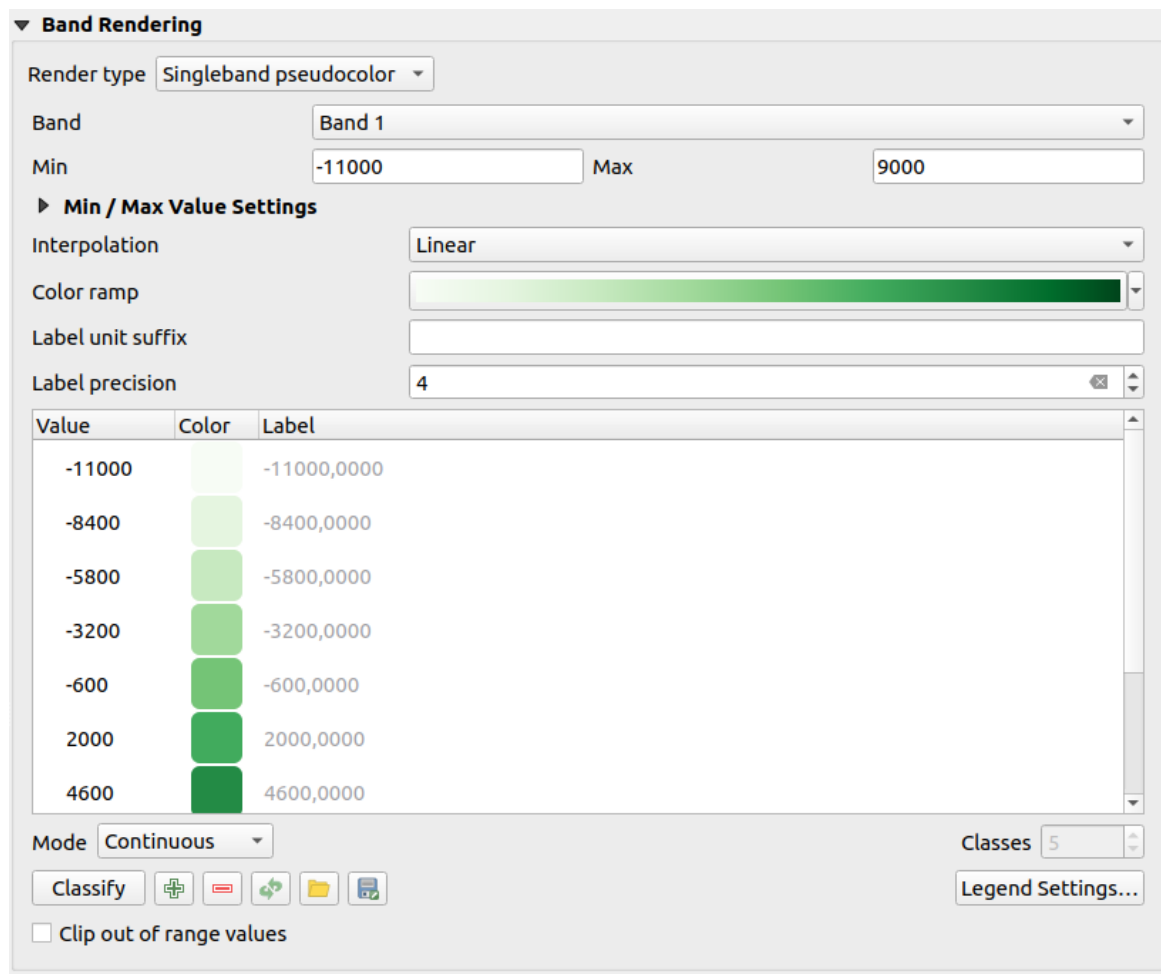 Band Rendering
Render type Singleband pseudocolor
Band Band 1
Min -11000 Max 9000
Min / Max Value Settings
Interpolation Linear
Color ramp
Label unit suffix
Label precision 4
Value Color Label
-11000 -11000,0000
-8400 -8400,0000
-5800 -5800,0000
-3200 -3200,0000
-600 -600,0000
2000 2000,0000
4600 4600,0000
Mode Continuous Classes 5
Classify Legend Settings...
Clip out of range values